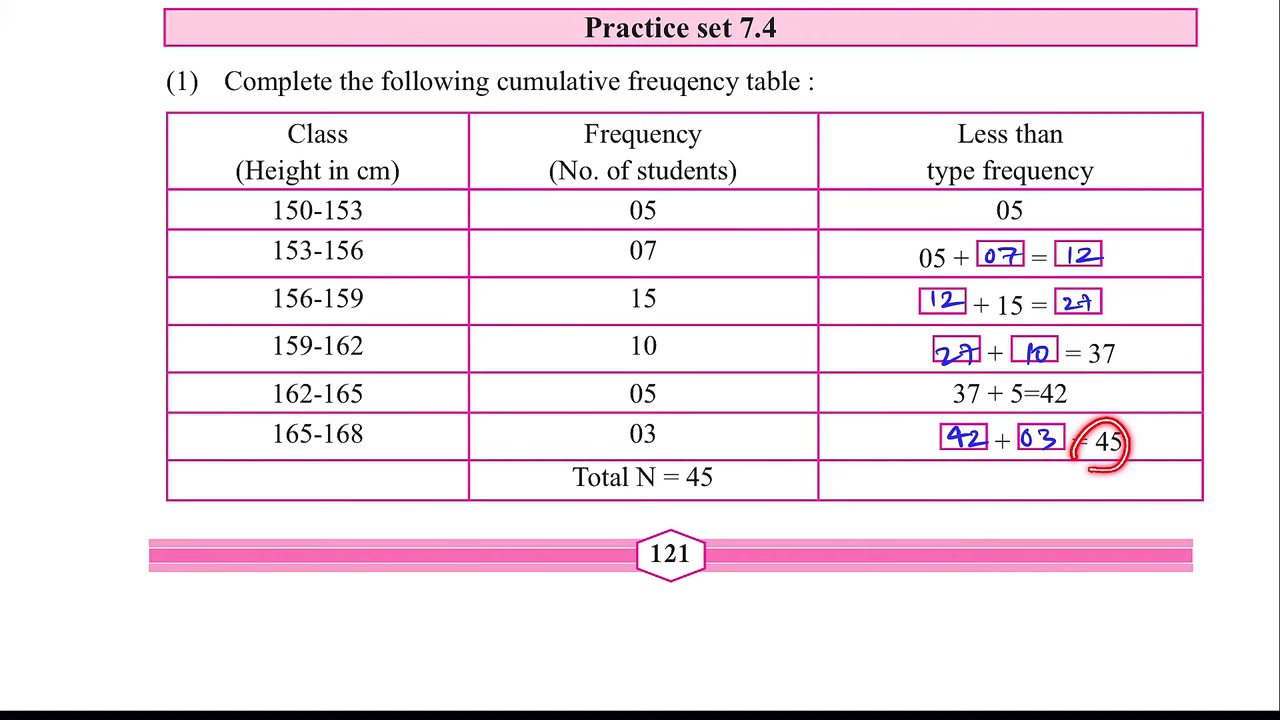 Practice set 7.4
(1) Complete the following cumulative freuqency table :
Class Frequency Less than
(Height in cm) (No. of students) type frequency
150-153 05 05
153-156 07 05 + 07 = 12
156-159 15 12 + 15 = 27
159-162 10 27 + 10 = 37
162-165 05 37 + 5=42
165-168 03 42 + 03 = 45
Total N = 45
121